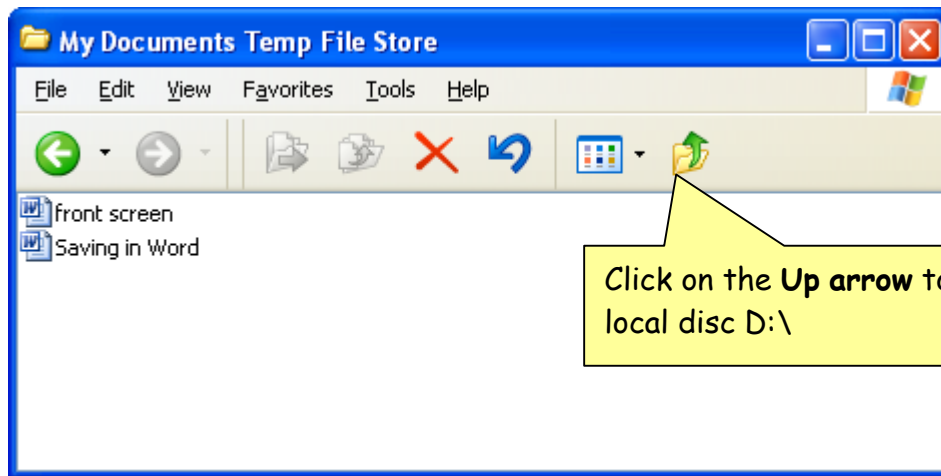 My Documents Temp File Store
File Edit View Favorites Tools Help
front screen
Saving in Word
Click on the Up arrow to
local disc D:\